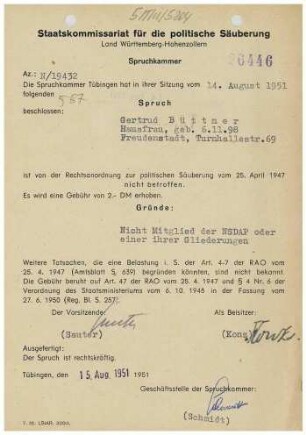 Staatskommissariat für die politische Säuberung
Land Württemberg-Hohenzollern
Spruchkammer
Az.: N/19432
Die Spruchkammer Tübingen hat in ihrer Sitzung vom 14. August 1951
folgenden
Spruch
beschlossen:
Gertrud Büttner
Hausfrau, geb. 6.11.98
Freudenstadt, Turnhallestr.69
ist von der Rechtsanordnung zur politischen Säuberung vom 25. April 1947
nicht betroffen.
Es wird eine Gebühr von 2.- DM erhoben.
Gründe:
Nicht Mitglied der NSDAP oder
einer ihrer Gliederungen
Weitere Tatsachen, die eine Belastung i. S. der Art. 4-7 der RAO vom
25. 4. 1947 (Amtsblatt S. 639) begründen könnten, sind nicht bekannt.
Die Gebühr beruht auf Art. 47 der RAO vom 25. 4. 1947 und § 4 Nr. 6 der
Verordnung des Staatsministeriums vom 6. 10. 1945 in der Fassung vom
27. 6. 1950 (Reg. Bl. S. 257).
Der Vorsitzende: Als Beisitzer:
(Sauter) (Konz)
Ausgefertigt:
Der Spruch ist rechtskräftig.
Tübingen, den 15. Aug. 1951 1951
Geschäftsstelle der Spruchkammer:
(Schmidt)